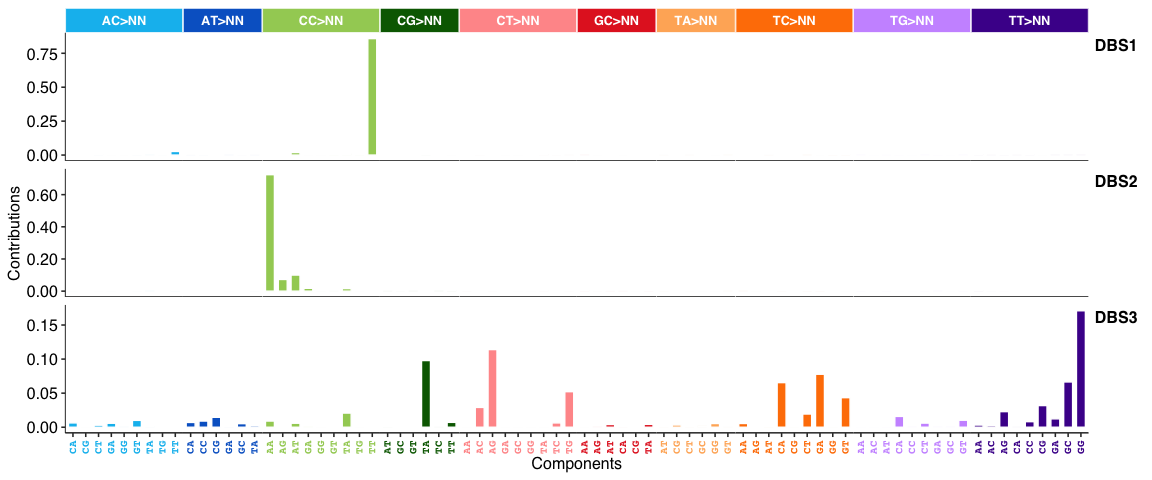 AC>NN AT>NN CC>NN CG>NN CT>NN GC>NN TA>NN TC>NN TG>NN TT>NN
DBS1
0.75
0.50
0.25
0.00
DBS2
0.60
0.40
0.20
0.00
DBS3
0.15
0.10
0.05
0.00
Contributions
CA CG CT GA GG GT TA TG TT CA CC CG GA GC TA AA AG AT GA GG GT TA TG TT AT GC GT TA TC TT AA AC AG GA GC GG TA TC TG AA AG AT CA CG TA AT CG CT GC GG GT AA AG AT CA CG CT GA GG GT AA AC AT CA CC CT GA GC GT AA AC AG CA CC CG GA GC GG
Components